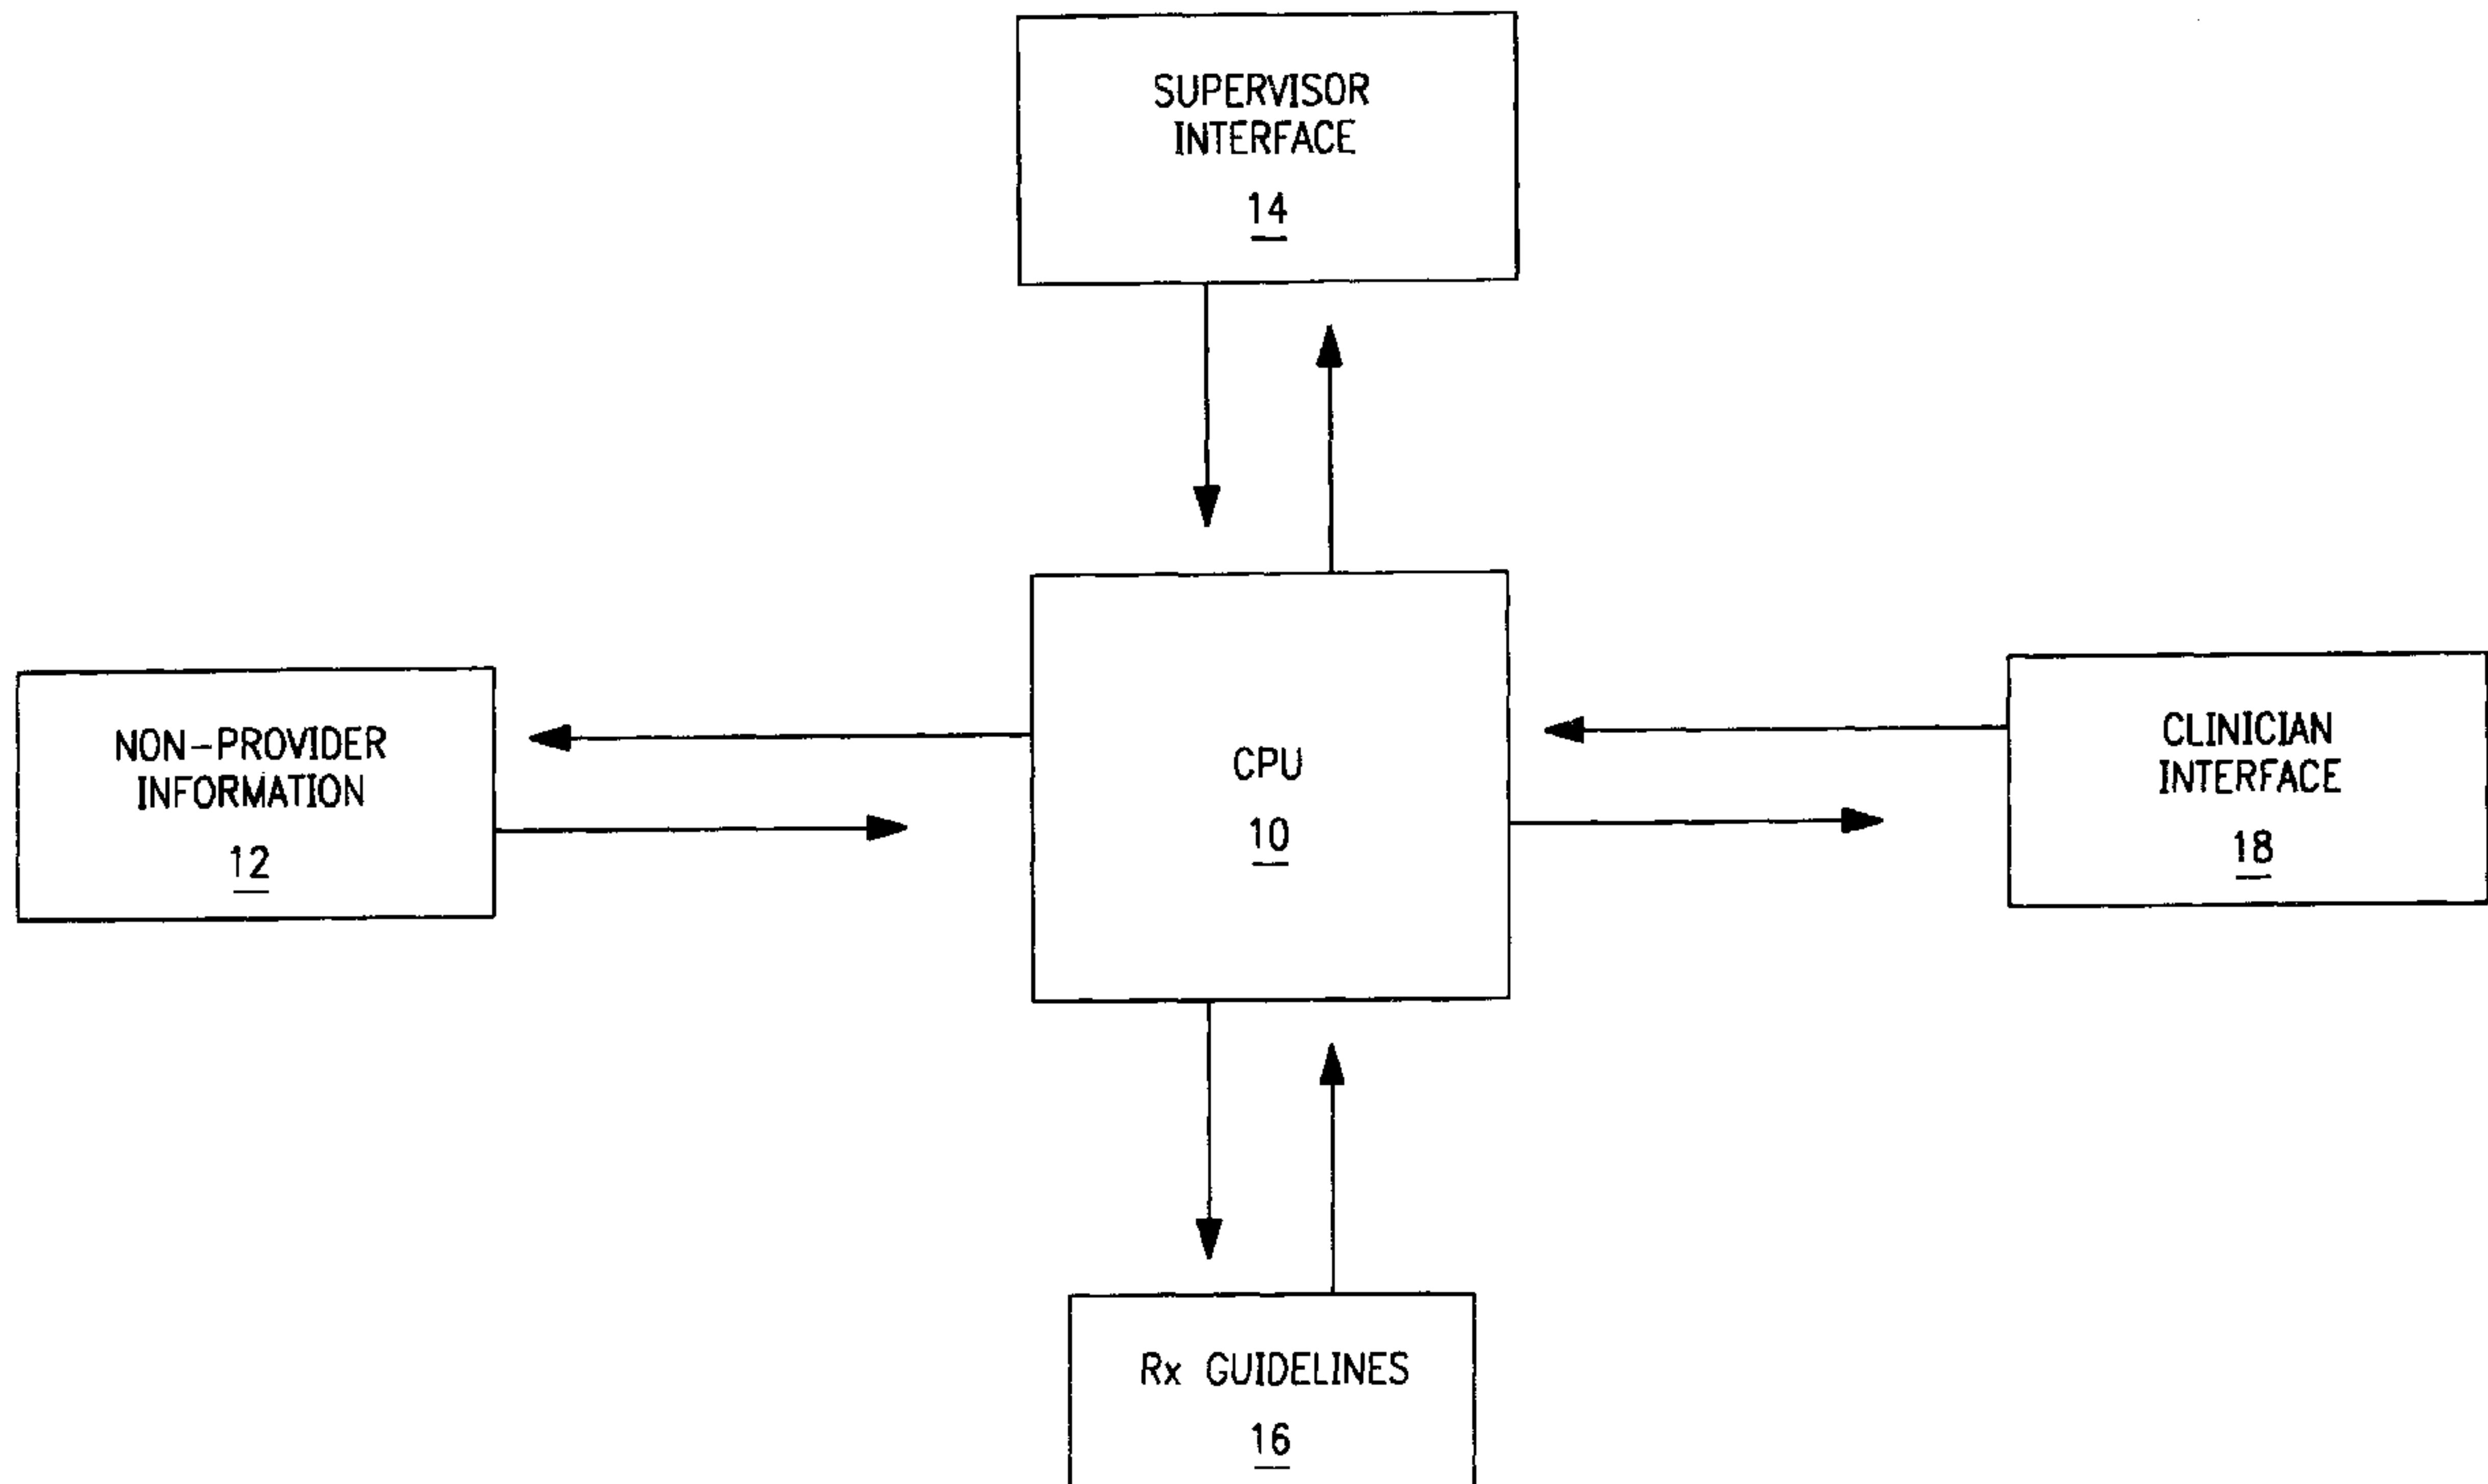 SUPERVISOR
INTERFACE
14
NON-PROVIDER
INFORMATION
12
CPU
10
CLINICIAN
INTERFACE
18
Rx GUIDELINES
16